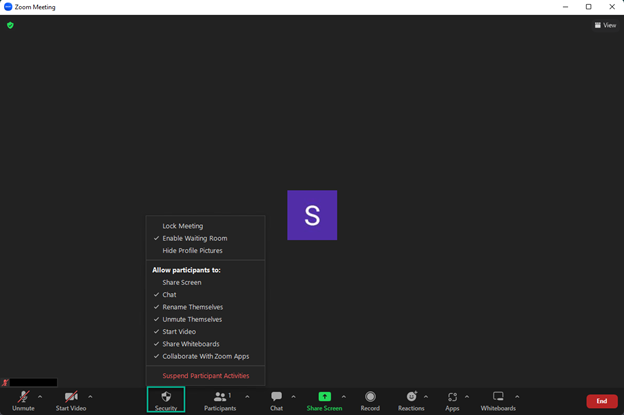 Zoom Meeting
View
S
Lock Meeting
Enable Waiting Room
Hide Profile Pictures
Allow participants to:
Share Screen
Chat
Rename Themselves
Unmute Themselves
Start Video
Share Whiteboards
Collaborate With Zoom Apps
Suspend Participant Activities
Unmute Start Video Security Participants 1 Chat Share Screen Record Reactions Apps Whiteboards End